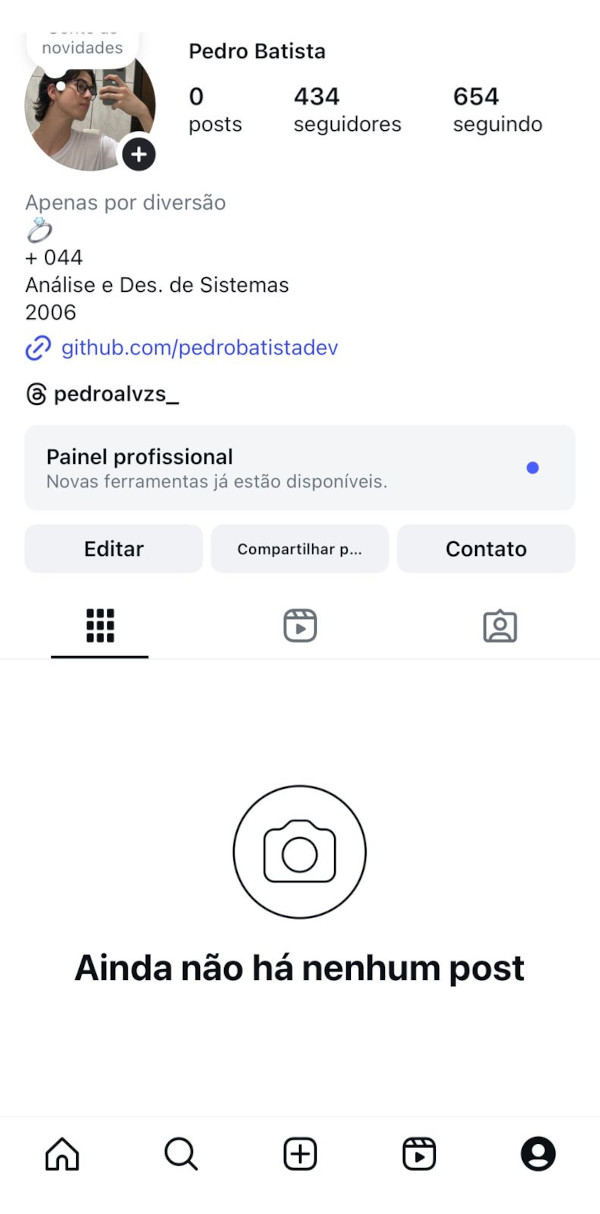 novidades
Pedro Batista
0
posts
434
seguidores
654
seguindo
Apenas por diversão
+ 044
Análise e Des. de Sistemas
2006
github.com/pedrobatistadev
pedroalvzs_
Painel profissional
Novas ferramentas já estão disponíveis.
Editar
Compartilhar p...
Contato
Ainda não há nenhum post